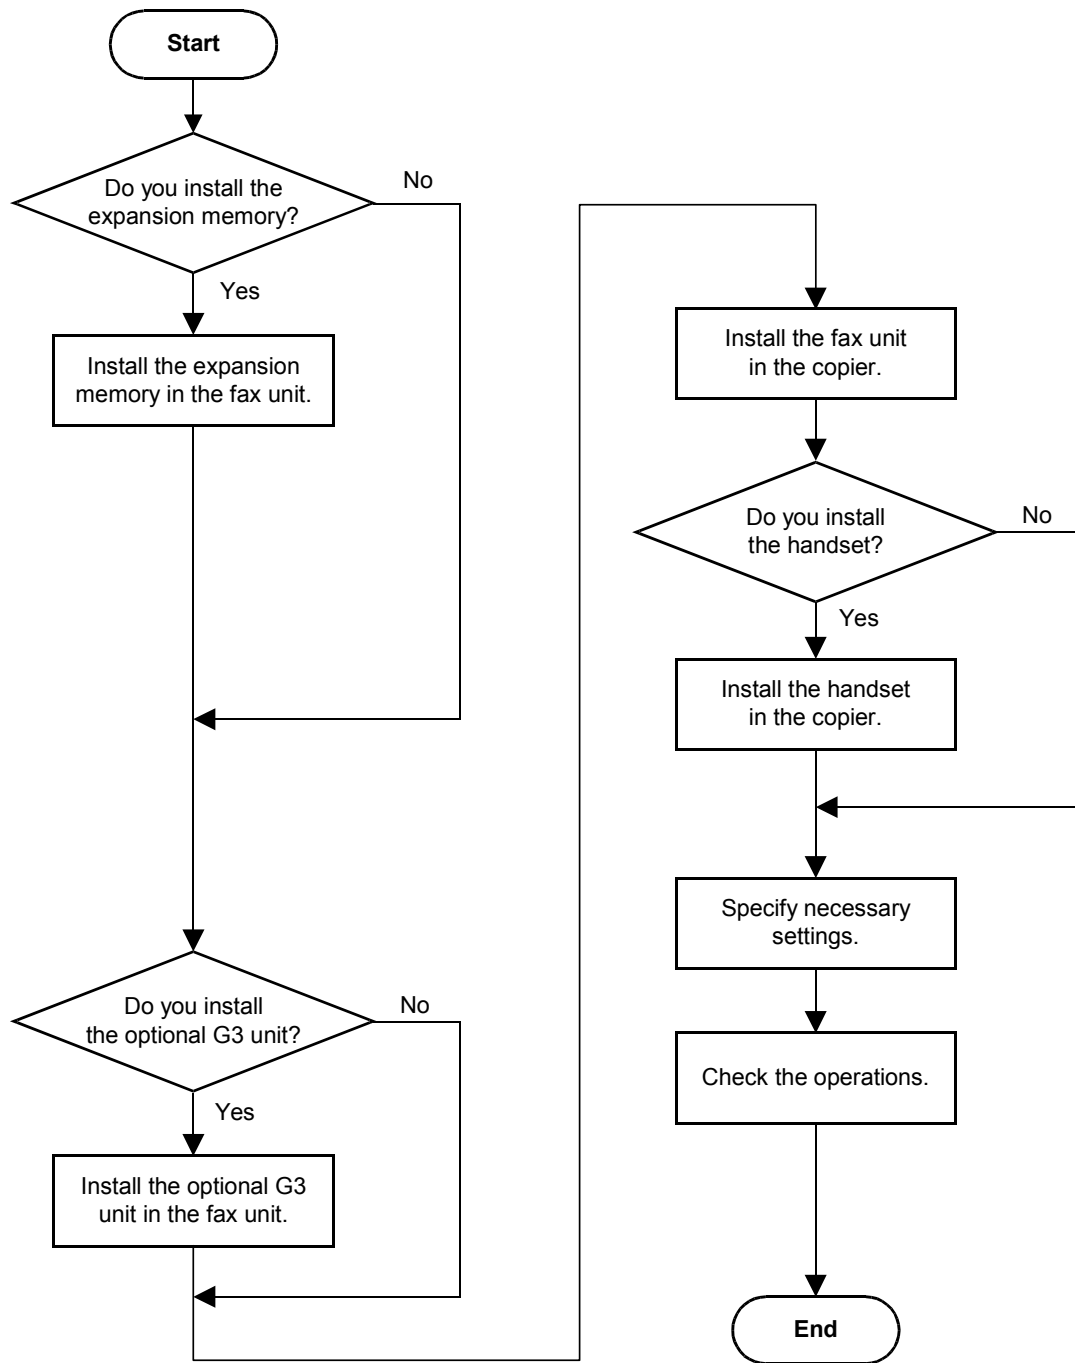 Start
Do you install the
expansion memory?
No
Yes
Install the expansion
memory in the fax unit.
Do you install
the optional G3 unit?
No
Yes
Install the optional G3
unit in the fax unit.
Install the fax unit
in the copier.
Do you install
the handset?
No
Yes
Install the handset
in the copier.
Specify necessary
settings.
Check the operations.
End